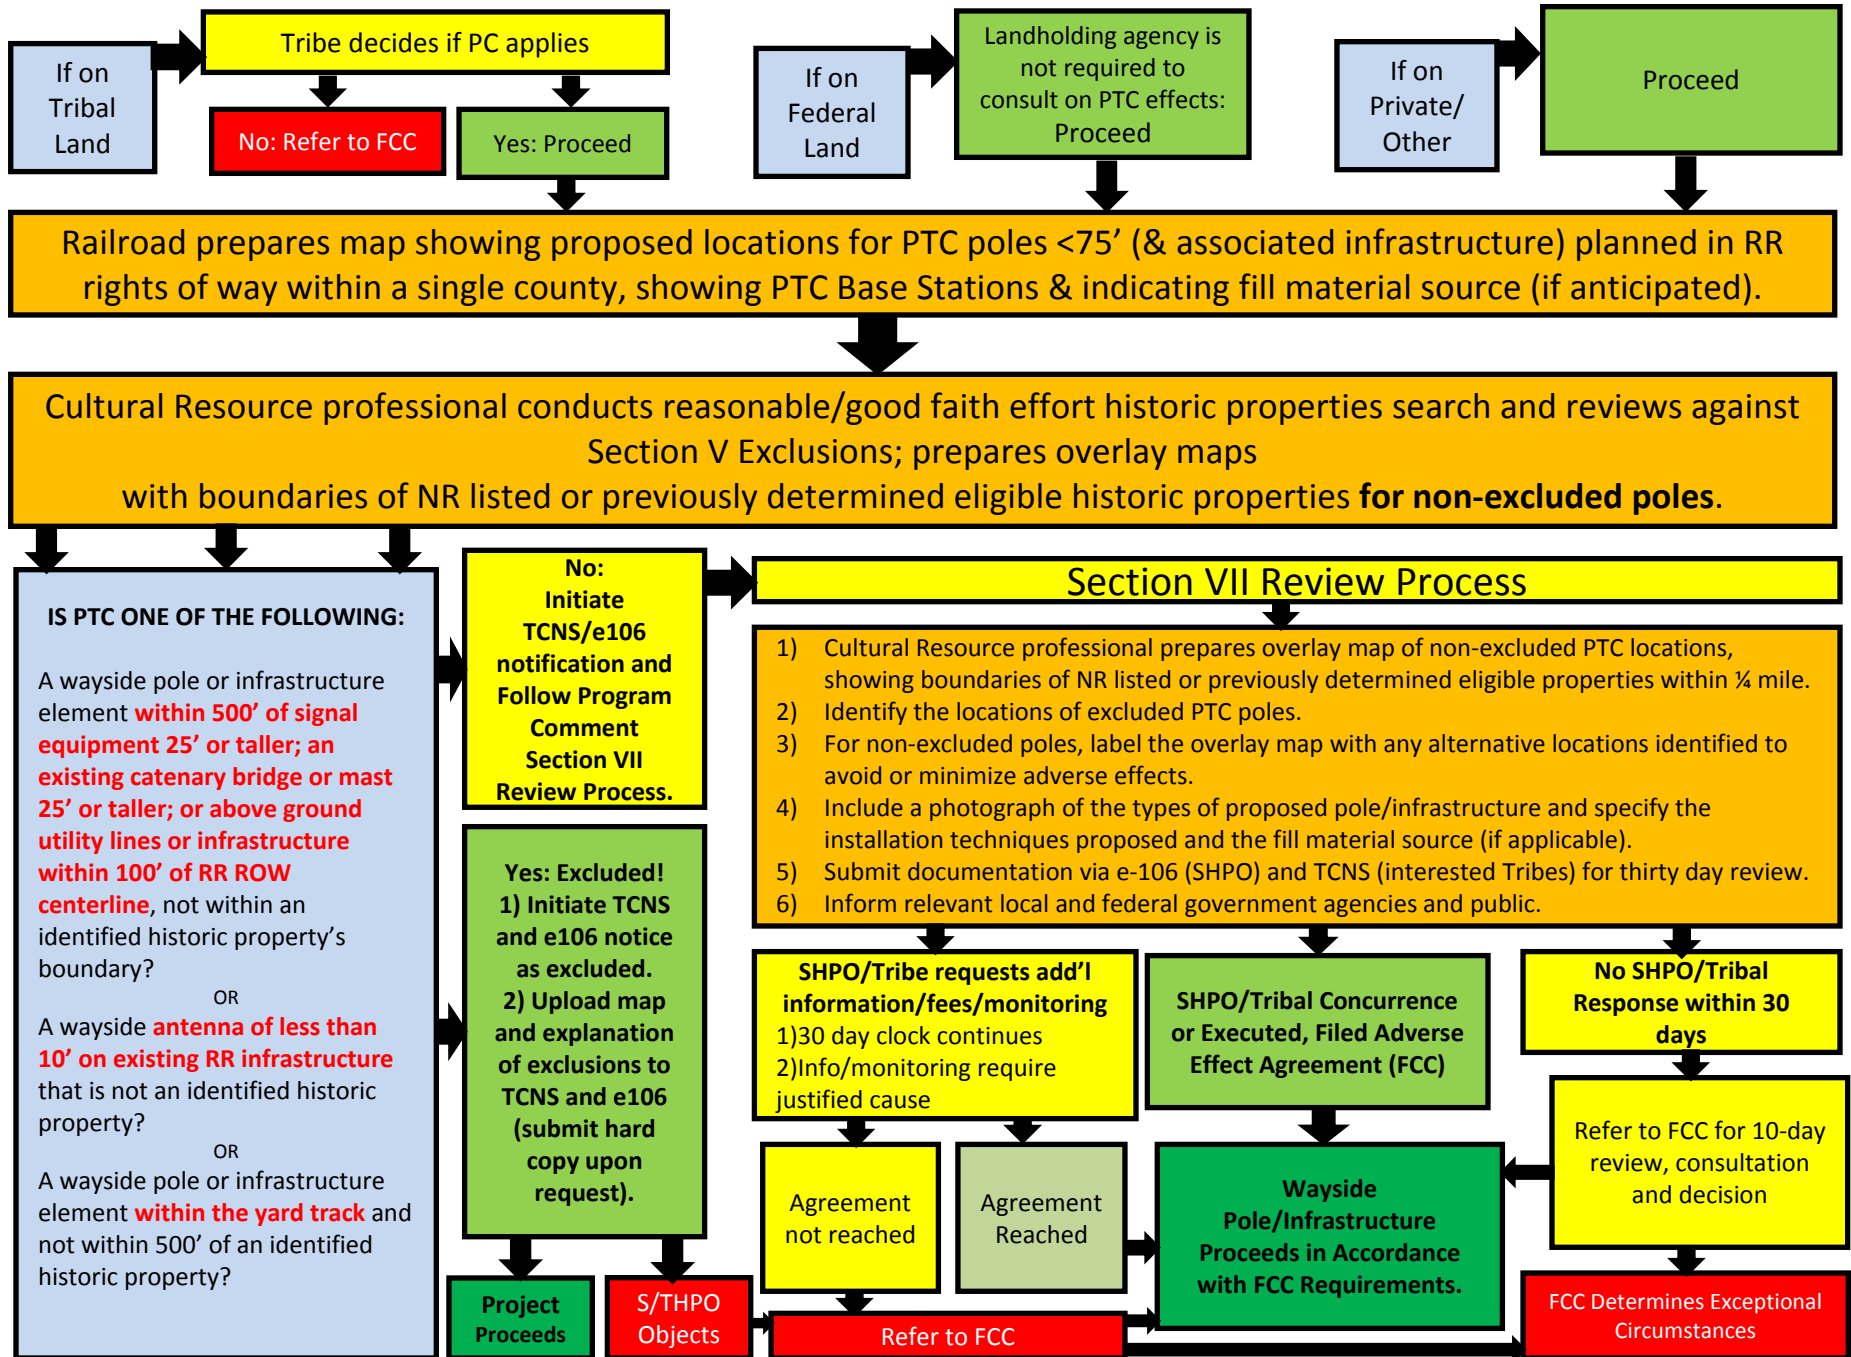 If on
Tribal
Land
Tribe decides if PC applies
No: Refer to FCC
Yes: Proceed
If on
Federal
Land
Landholding agency is
not required to
consult on PTC effects:
Proceed
If on
Private/
Other
Proceed
Railroad prepares map showing proposed locations for PTC poles <75’ (& associated infrastructure) planned in RR
rights of way within a single county, showing PTC Base Stations & indicating fill material source (if anticipated).
Cultural Resource professional conducts reasonable/good faith effort historic properties search and reviews against
Section V Exclusions; prepares overlay maps
with boundaries of NR listed or previously determined eligible historic properties for non-excluded poles.
IS PTC ONE OF THE FOLLOWING:
A wayside pole or infrastructure
element within 500’ of signal
equipment 25’ or taller; an
existing catenary bridge or mast
25’ or taller; or above ground
utility lines or infrastructure
within 100’ of RR ROW
centerline, not within an
identified historic property’s
boundary?
OR
A wayside antenna of less than
10’ on existing RR infrastructure
that is not an identified historic
property?
OR
A wayside pole or infrastructure
element within the yard track and
not within 500’ of an identified
historic property?
No:
Initiate
TCNS/e106
notification and
Follow Program
Comment
Section VII
Review Process.
Yes: Excluded!
1) Initiate TCNS
and e106 notice
as excluded.
2) Upload map
and explanation
of exclusions to
TCNS and e106
(submit hard
copy upon
request).
Project
Proceeds
S/THPO
Objects
Section VII Review Process
1) Cultural Resource professional prepares overlay map of non-excluded PTC locations,
showing boundaries of NR listed or previously determined eligible properties within ¼ mile.
2) Identify the locations of excluded PTC poles.
3) For non-excluded poles, label the overlay map with any alternative locations identified to
avoid or minimize adverse effects.
4) Include a photograph of the types of proposed pole/infrastructure and specify the
installation techniques proposed and the fill material source (if applicable).
5) Submit documentation via e-106 (SHPO) and TCNS (interested Tribes) for thirty day review.
6) Inform relevant local and federal government agencies and public.
SHPO/Tribe requests add’l
information/fees/monitoring
1)30 day clock continues
2)Info/monitoring require
justified cause
Agreement
not reached
Agreement
Reached
Refer to FCC
SHPO/Tribal Concurrence
or Executed, Filed Adverse
Effect Agreement (FCC)
Wayside
Pole/Infrastructure
Proceeds in Accordance
with FCC Requirements.
No SHPO/Tribal
Response within 30
days
Refer to FCC for 10-day
review, consultation
and decision
FCC Determines Exceptional
Circumstances